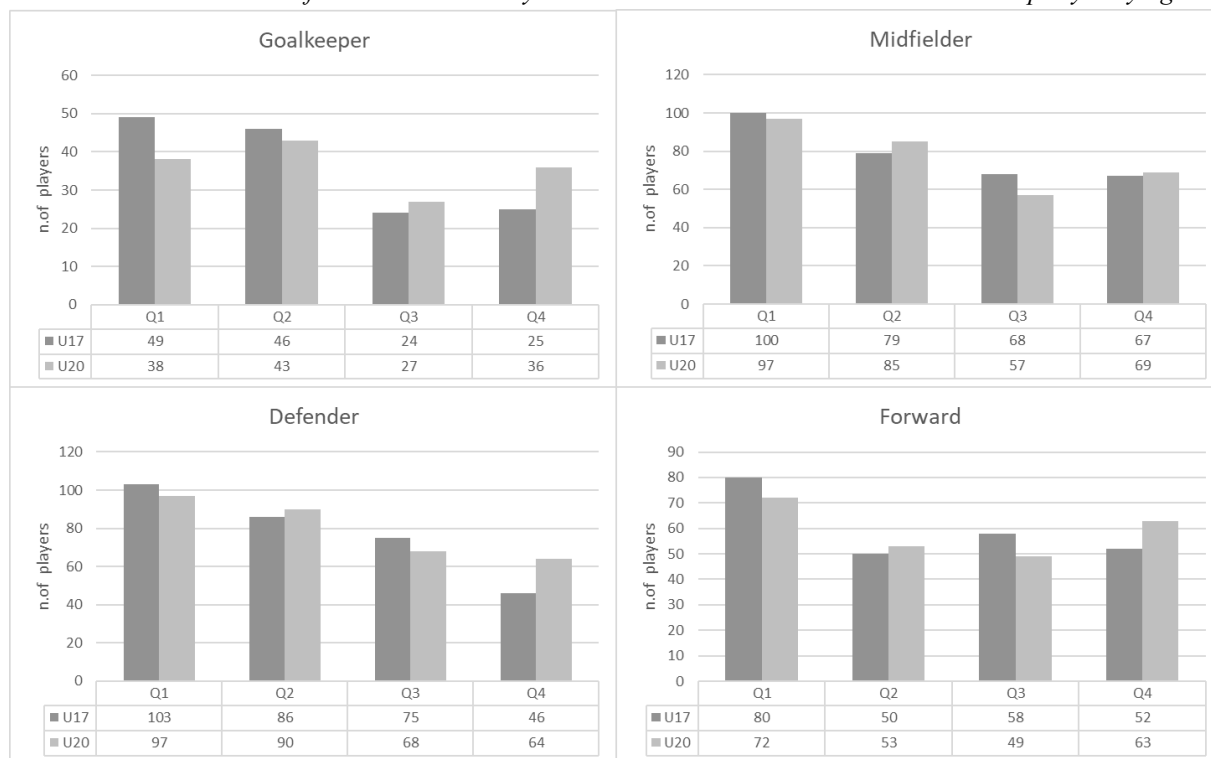 Goalkeeper
60
50
40
30
20
10
0
n.of players
Q1 Q2 Q3 Q4
U17 49 46 24 25
U20 38 43 27 36
Midfielder
120
100
80
60
40
20
0
n.of players
Q1 Q2 Q3 Q4
U17 100 79 68 67
U20 97 85 57 69
Defender
120
100
80
60
40
20
0
n.of players
Q1 Q2 Q3 Q4
U17 103 86 75 46
U20 97 90 68 64
Forward
90
80
70
60
50
40
30
20
10
0
n.of players
Q1 Q2 Q3 Q4
U17 80 50 58 52
U20 72 53 49 63